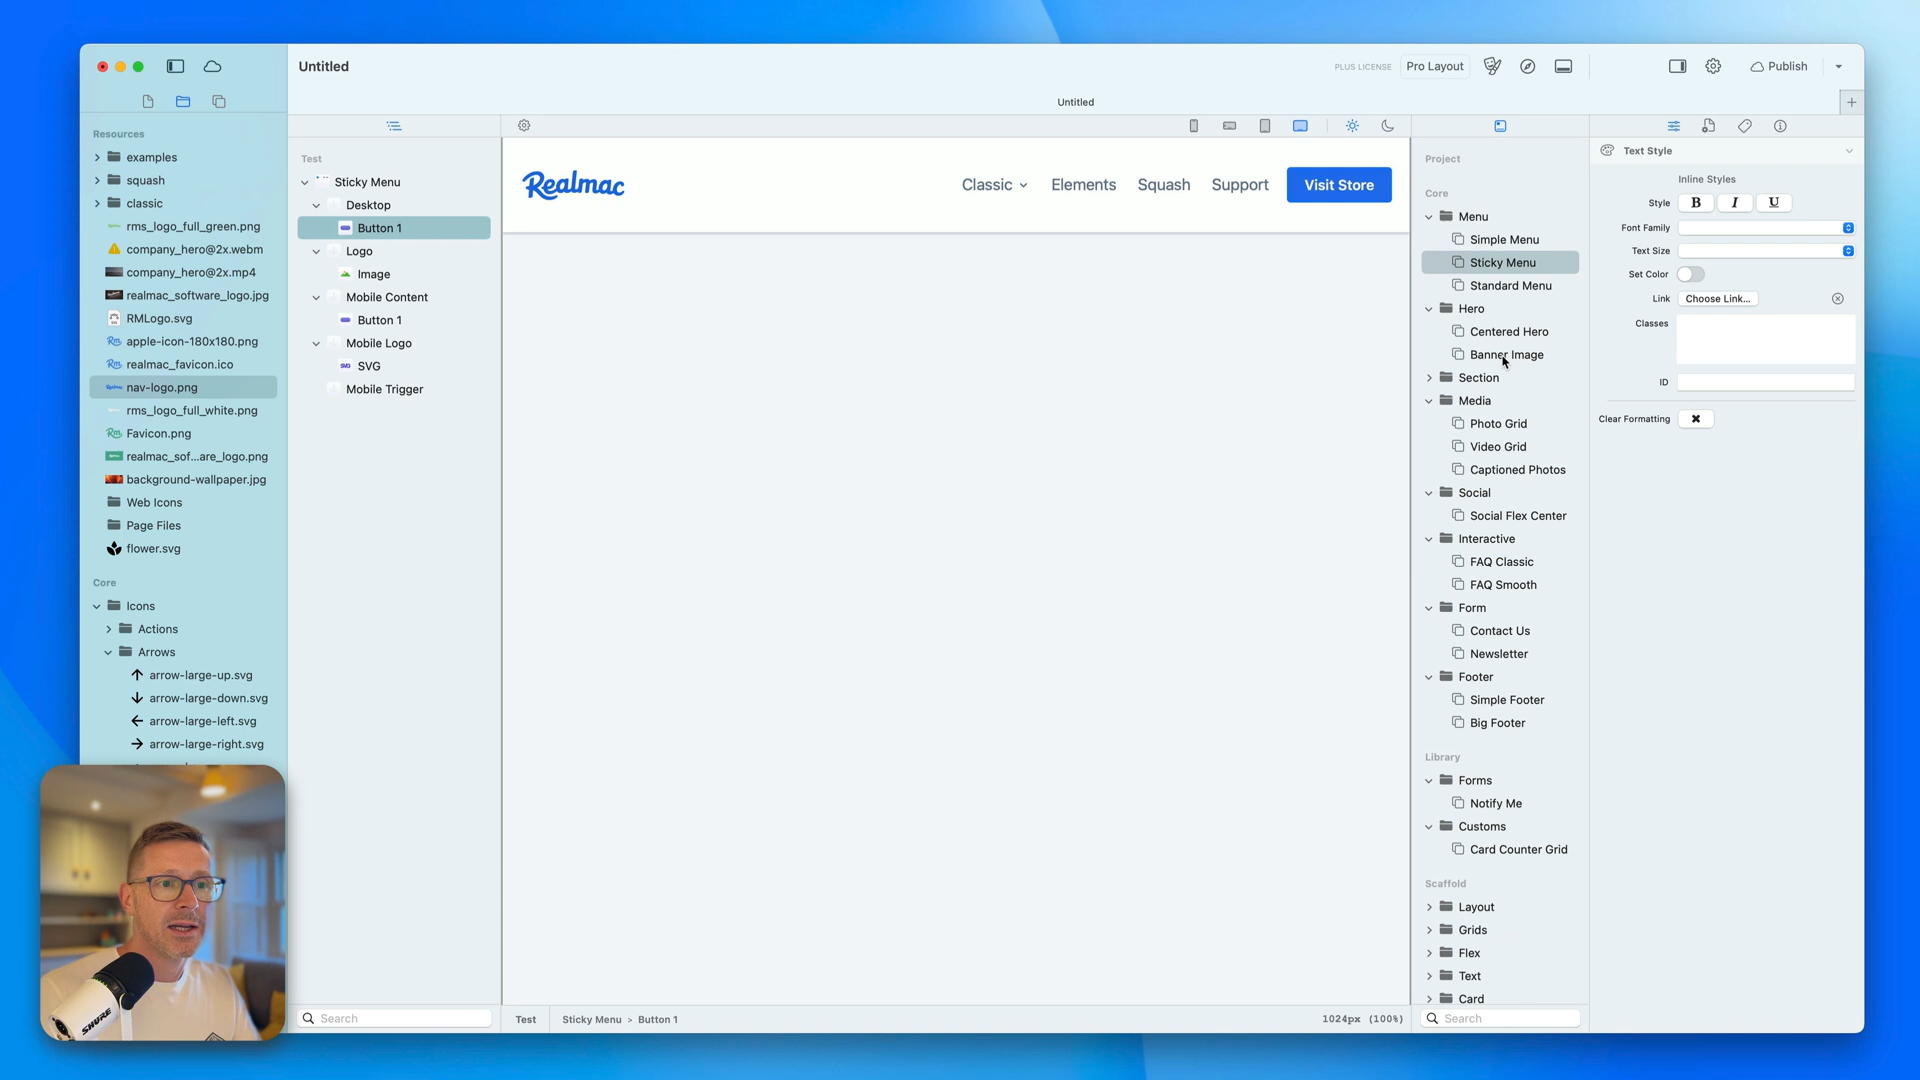 Untitled
PLUS LICENSE
Pro Layout
Publish
Untitled
Resources
examples
squash
classic
rms_logo_full_green.png
company_hero@2x.webm
company_hero@2x.mp4
realmac_software_logo.jpg
RMLogo.svg
apple-icon-180x180.png
realmac_favicon.ico
nav-logo.png
rms_logo_full_white.png
Favicon.png
realmac_sof...are_logo.png
background-wallpaper.jpg
Web Icons
Page Files
flower.svg
Core
Icons
Actions
Arrows
arrow-large-up.svg
arrow-large-down.svg
arrow-large-left.svg
arrow-large-right.svg
SHURE
Test
Sticky Menu
Desktop
Button 1
Logo
Image
Mobile Content
Button 1
Mobile Logo
SVG
Mobile Trigger
Search
Realmac
Classic
Elements
Squash
Support
Visit Store
Test
Sticky Menu > Button 1
1024px (100%)
Project
Core
Menu
Simple Menu
Sticky Menu
Standard Menu
Hero
Centered Hero
Banner Image
Section
Media
Photo Grid
Video Grid
Captioned Photos
Social
Social Flex Center
Interactive
FAQ Classic
FAQ Smooth
Form
Contact Us
Newsletter
Footer
Simple Footer
Big Footer
Library
Forms
Notify Me
Customs
Card Counter Grid
Scaffold
Layout
Grids
Flex
Text
Card
Search
Text Style
Inline Styles
Style B I U
Font Family
Text Size
Set Color
Link Choose Link...
Classes
ID
Clear Formatting